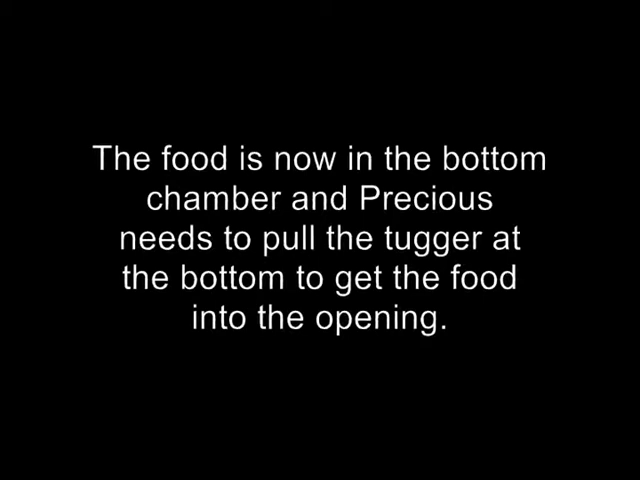 The food is now in the bottom
chamber and Precious
needs to pull the tugger at
the bottom to get the food
into the opening.